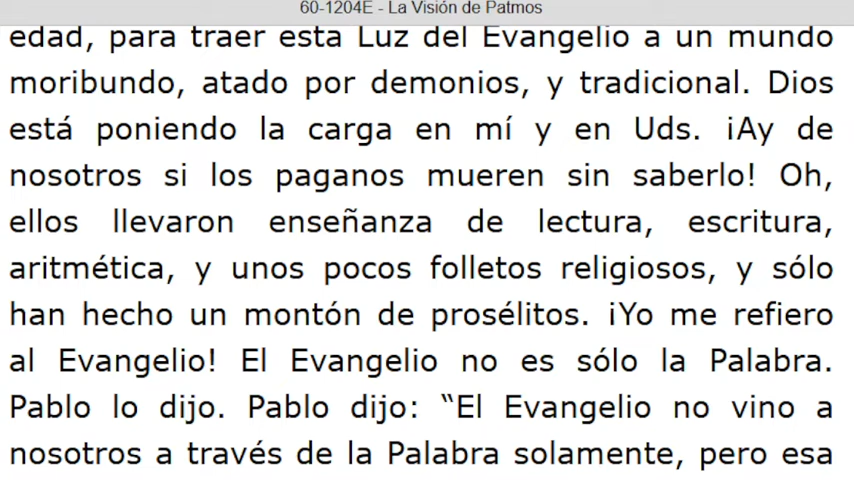 60-1204E - La Visión de Patmos
edad, para traer esta Luz del Evangelio a un mundo
moribundo, atado por demonios, y tradicional. Dios
está poniendo la carga en mí y en Uds. ¡Ay de
nosotros si los paganos mueren sin saberlo! Oh,
ellos llevaron enseñanza de lectura, escritura,
aritmética, y unos pocos folletos religiosos, y sólo
han hecho un montón de prosélitos. ¡Yo me refiero
al Evangelio! El Evangelio no es sólo la Palabra.
Pablo lo dijo. Pablo dijo: “El Evangelio no vino a
nosotros a través de la Palabra solamente, pero esa